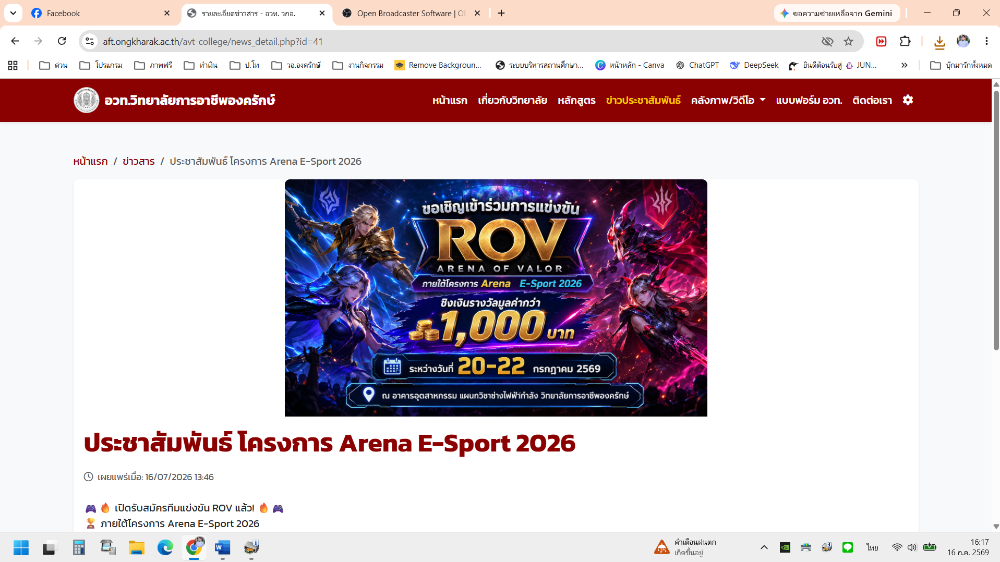 Facebook
รายละเอียดข่าวสาร - อวท. วกอ.
Open Broadcaster Software | OB
ขอความช่วยเหลือจาก Gemini
aft.ongkharak.ac.th/avt-college/news_detail.php?id=41
ด่วน
โปรแกรม
ภาพฟรี
ทำเงิน
ป.โท
วอ.องครักษ์
งานกิจกรรม
Remove Backgroun...
ระบบบริหารสถานศึกษา...
หน้าหลัก - Canva
ChatGPT
DeepSeek
ยินดีต้อนรับสู่
JUN...
บุ๊กมาร์กทั้งหมด
อวท.วิทยาลัยการอาชีพองครักษ์
หน้าแรก
เกี่ยวกับวิทยาลัย
หลักสูตร
ข่าวประชาสัมพันธ์
คลังภาพ/วิดีโอ
แบบฟอร์ม อวท.
ติดต่อเรา
หน้าแรก / ข่าวสาร / ประชาสัมพันธ์ โครงการ Arena E-Sport 2026
ขอเชิญเข้าร่วมการแข่งขัน
ROV
ARENA OF VALOR
ภายใต้โครงการ Arena E-Sport 2026
ชิงเงินรางวัลมูลค่ากว่า
1,000 บาท
ระหว่างวันที่ 20-22 กรกฎาคม 2569
ณ อาคารอุตสาหกรรม แผนกวิชาช่างไฟฟ้ากำลัง วิทยาลัยการอาชีพองครักษ์
ประชาสัมพันธ์ โครงการ Arena E-Sport 2026
เผยแพร่เมื่อ: 16/07/2026 13:46
🎮 🔥 เปิดรับสมัครทีมแข่งขัน ROV แล้ว! 🔥 🎮
🏆 ภายใต้โครงการ Arena E-Sport 2026
คำเตือนฝนตก
เกิดขึ้นอยู่
ไทย
16:17
16 ก.ค. 2569